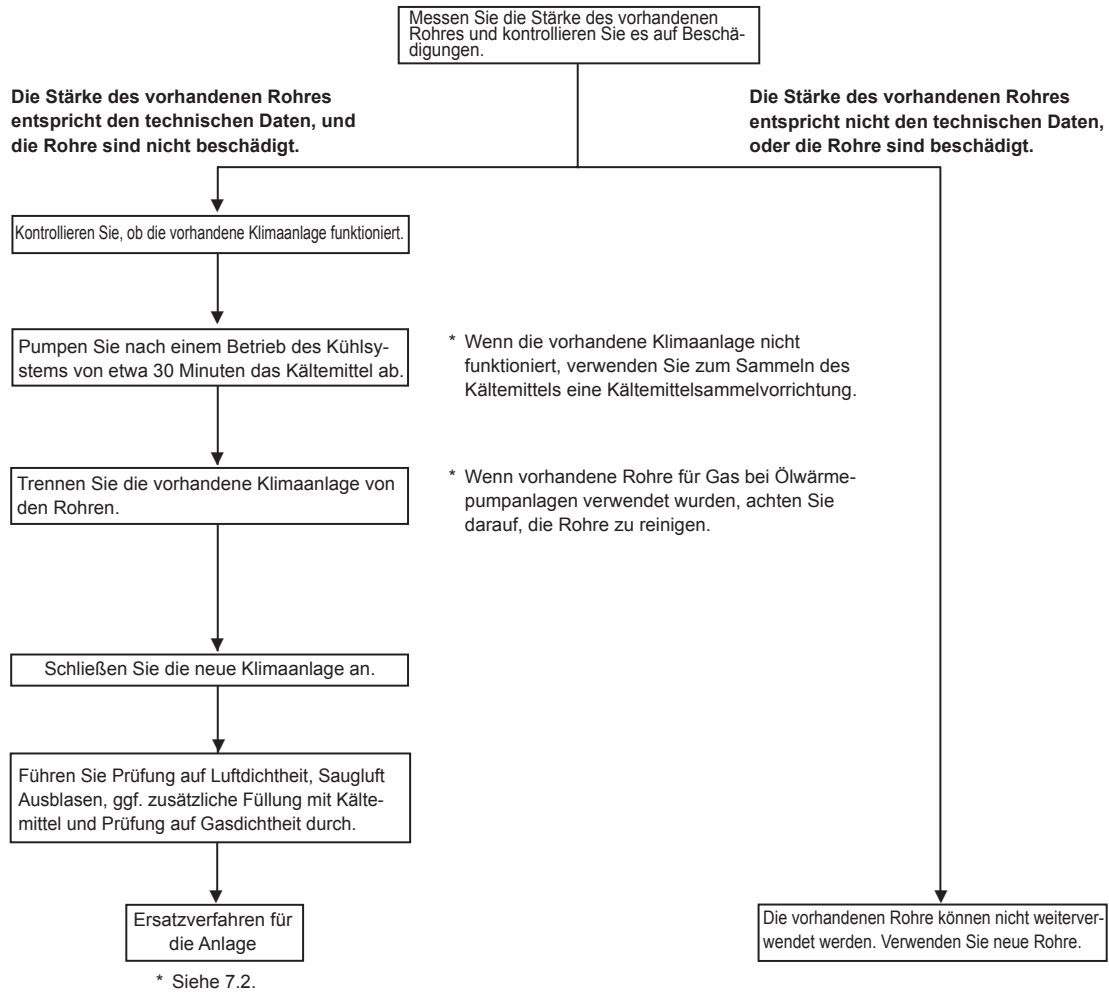 Messen Sie die Stärke des vorhandenen
Rohres und kontrollieren Sie es auf Beschä-
digungen.
Die Stärke des vorhandenen Rohres
entspricht den technischen Daten, und
die Rohre sind nicht beschädigt.
Die Stärke des vorhandenen Rohres
entspricht nicht den technischen Daten,
oder die Rohre sind beschädigt.
Kontrollieren Sie, ob die vorhandene Klimaanlage funktioniert.
Pumpen Sie nach einem Betrieb des Kühlsy-
stems von etwa 30 Minuten das Kältemittel ab.
* Wenn die vorhandene Klimaanlage nicht
funktioniert, verwenden Sie zum Sammeln des
Kältemittels eine Kältemittelsammelvorrichtung.
Trennen Sie die vorhandene Klimaanlage von
den Rohren.
* Wenn vorhandene Rohre für Gas bei Ölwärme-
pumpanlagen verwendet wurden, achten Sie
darauf, die Rohre zu reinigen.
Schließen Sie die neue Klimaanlage an.
Führen Sie Prüfung auf Luftdichtheit, Saugluft
Ausblasen, ggf. zusätzliche Füllung mit Kälte-
mittel und Prüfung auf Gasdichtheit durch.
Ersatzverfahren für
die Anlage
* Siehe 7.2.
Die vorhandenen Rohre können nicht weiterver-
wendet werden. Verwenden Sie neue Rohre.